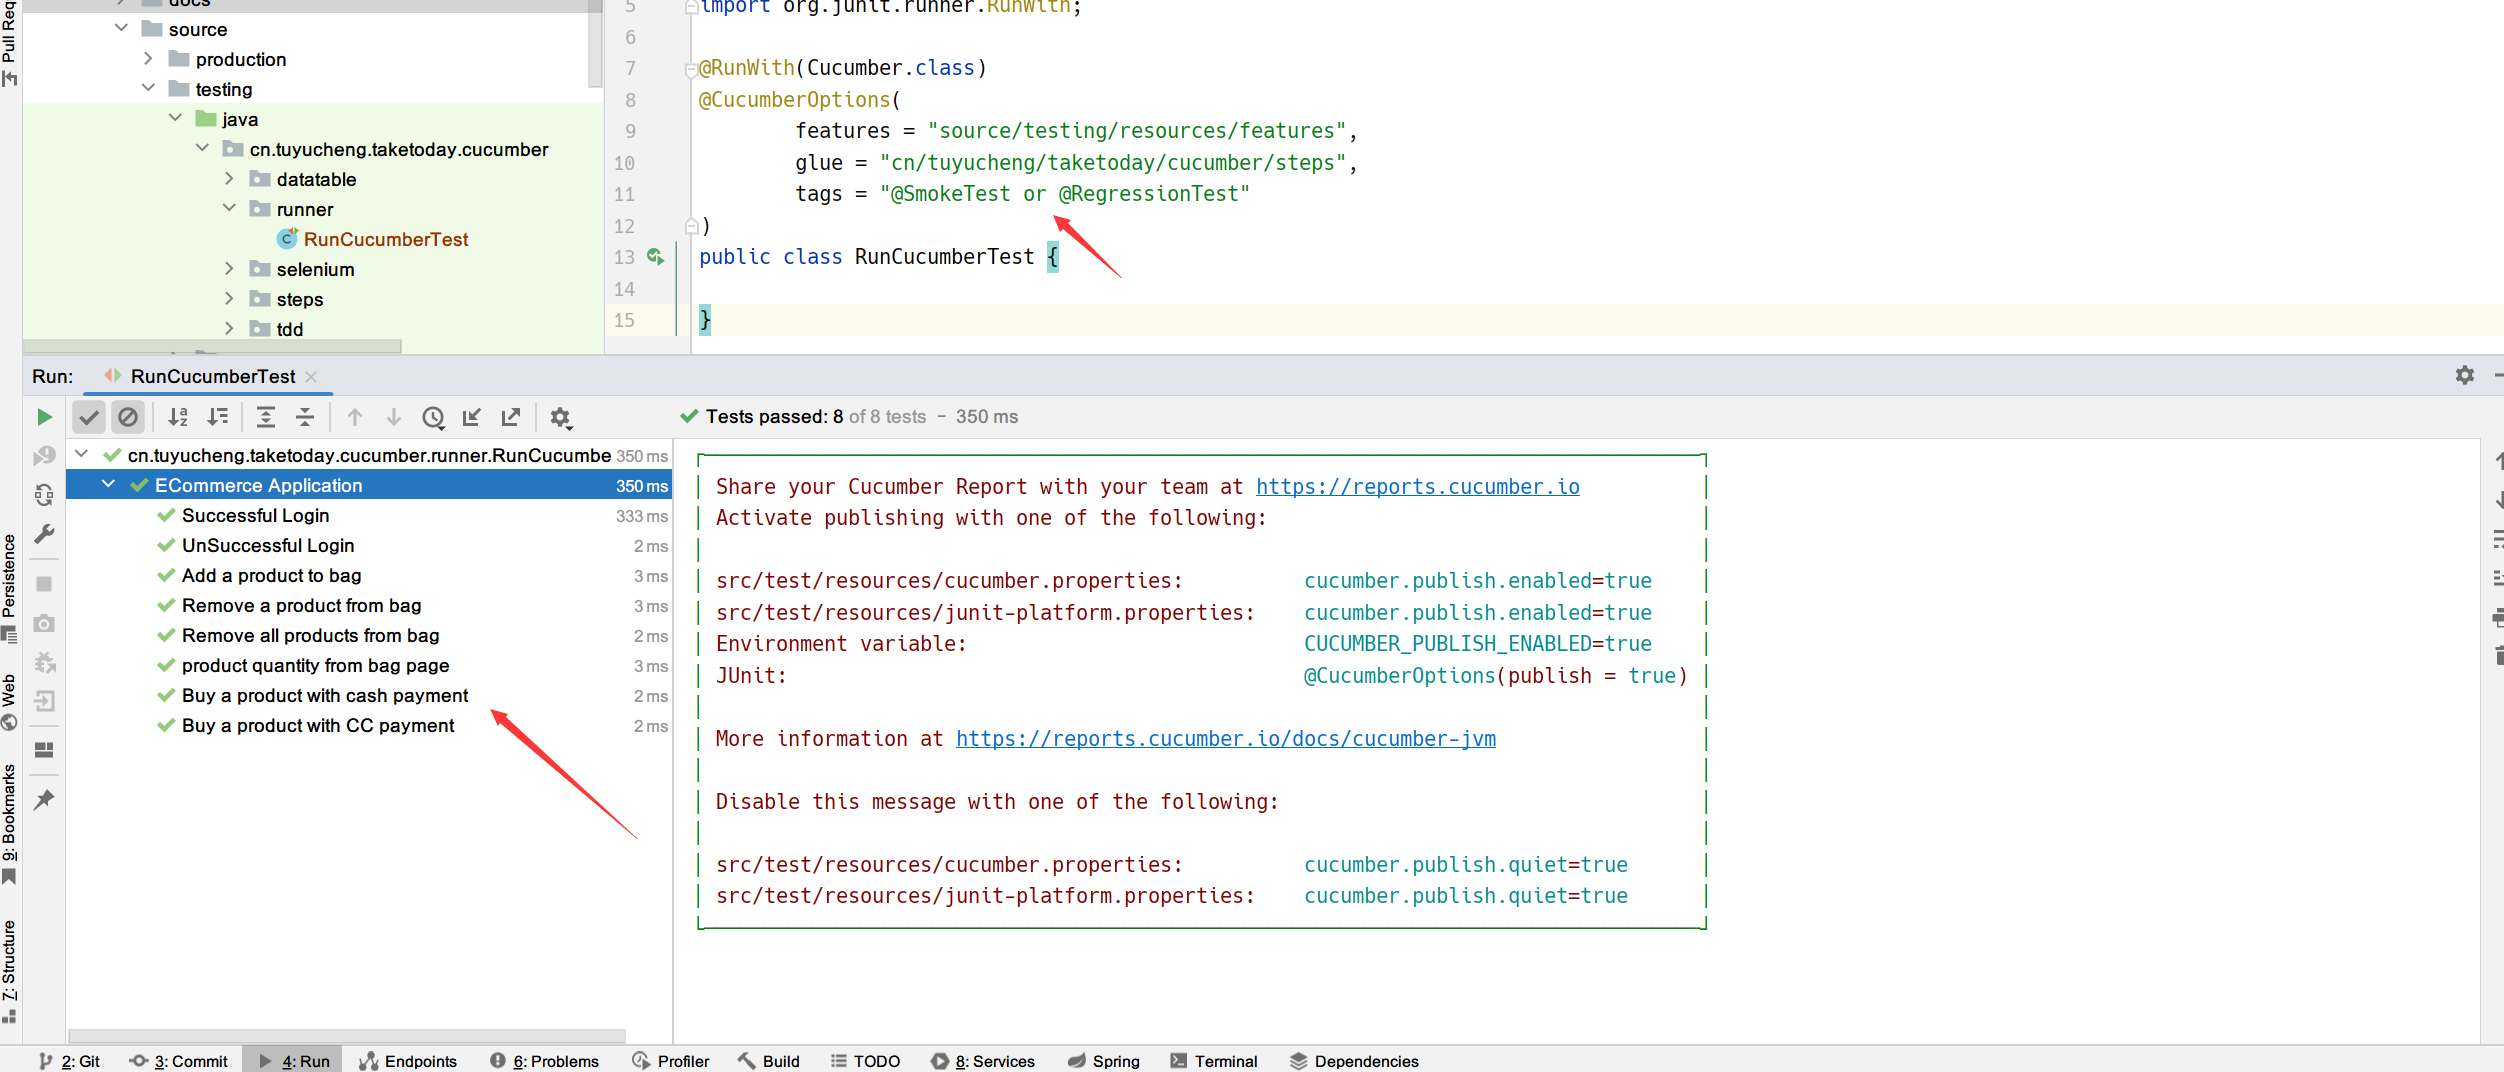 docs
source
production
testing
java
cn.tuyucheng.taketoday.cucumber
datatable
runner
RunCucumberTest
selenium
steps
tdd
5 import org.junit.runner.RunWith;
6
7 @RunWith(Cucumber.class)
8 @CucumberOptions(
9 features = "source/testing/resources/features",
10 glue = "cn/tuyucheng/taketoday/cucumber/steps",
11 tags = "@SmokeTest or @RegressionTest"
12 )
13 public class RunCucumberTest {
14
15 }
Run: RunCucumberTest
Tests passed: 8 of 8 tests – 350 ms
cn.tuyucheng.taketoday.cucumber.runner.RunCucumbe 350 ms
ECommerce Application 350 ms
Successful Login 333 ms
UnSuccessful Login 2 ms
Add a product to bag 3 ms
Remove a product from bag 3 ms
Remove all products from bag 2 ms
product quantity from bag page 3 ms
Buy a product with cash payment 2 ms
Buy a product with CC payment 2 ms
Share your Cucumber Report with your team at https://reports.cucumber.io
Activate publishing with one of the following:
src/test/resources/cucumber.properties: cucumber.publish.enabled=true
src/test/resources/junit-platform.properties: cucumber.publish.enabled=true
Environment variable: CUCUMBER_PUBLISH_ENABLED=true
JUnit: @CucumberOptions(publish = true)
More information at https://reports.cucumber.io/docs/cucumber-jvm
Disable this message with one of the following:
src/test/resources/cucumber.properties: cucumber.publish.quiet=true
src/test/resources/junit-platform.properties: cucumber.publish.quiet=true
Pull Req
Persistence
Web
9: Bookmarks
7: Structure
2: Git 3: Commit 4: Run Endpoints 6: Problems Profiler Build TODO 8: Services Spring Terminal Dependencies